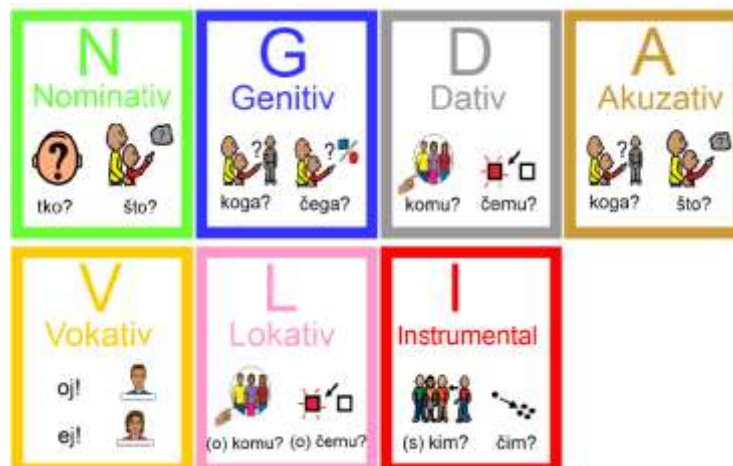 N
Nominativ
?
tko? što?
G
Genitiv
? ?
koga? čega?
D
Dativ
komu? čemu?
A
Akuzativ
?
koga? što?
V
Vokativ
oj!
ej!
L
Lokativ
(o) komu? (o) čemu?
I
Instrumental
(s) kim? čim?